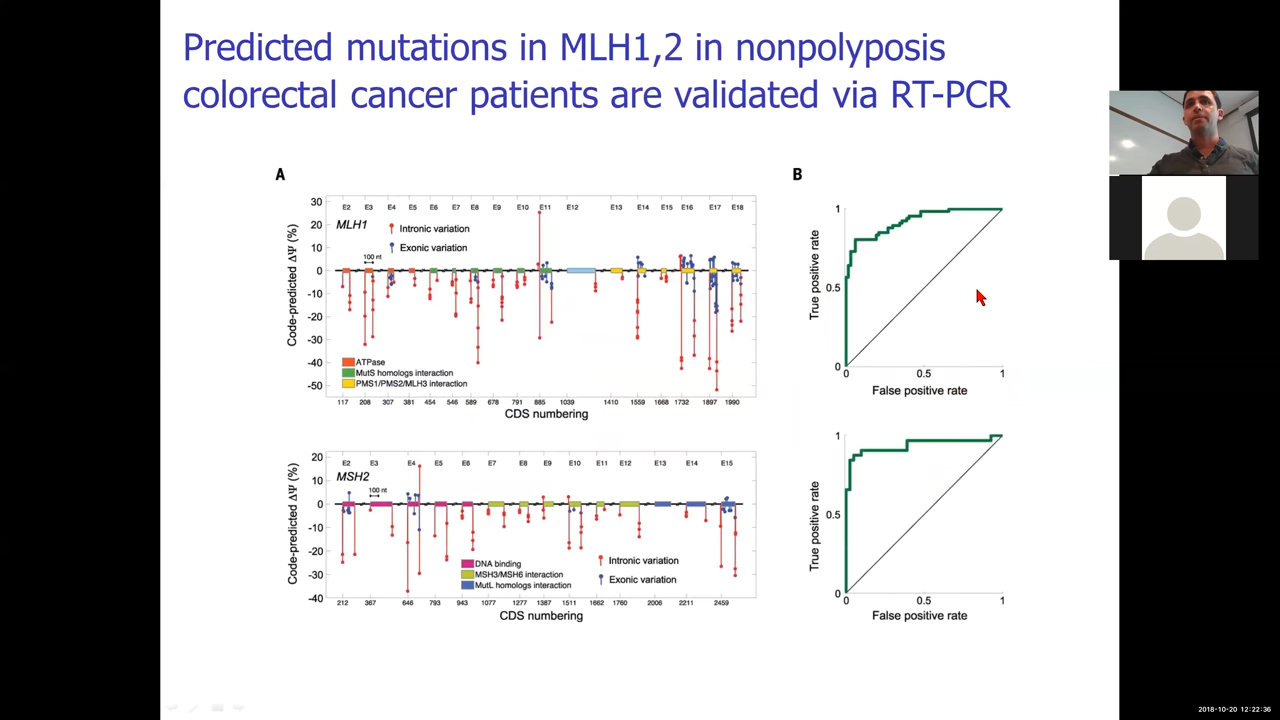 Predicted mutations in MLH1,2 in nonpolyposis
colorectal cancer patients are validated via RT-PCR
A
Code-predicted ΔΨ (%)
30
20
10
0
-10
-20
-30
-40
-50
E2 E3 E4 E5 E6 E7 E8 E9 E10 E11 E12 E13 E14 E15 E16 E17 E18
MLH1
Intronic variation
Exonic variation
100 nt
ATPase
MutS homologs interaction
PMS1/PMS2/MLH3 interaction
117 208 307 381 454 546 589 678 791 885 1039 1410 1559 1668 1732 1897 1990
CDS numbering
B
True positive rate
1
0.5
0
0 0.5 1
False positive rate
Code-predicted ΔΨ (%)
20
10
0
-10
-20
-30
-40
E2 E3 E4 E5 E6 E7 E8 E9 E10 E11 E12 E13 E14 E15
MSH2
100 nt
DNA binding
MSH3/MSH6 interaction
MutL homologs interaction
Intronic variation
Exonic variation
212 367 646 793 943 1077 1277 1387 1511 1662 1760 2006 2211 2459
CDS numbering
True positive rate
1
0.5
0
0 0.5 1
False positive rate
2018-10-20 12:22:36